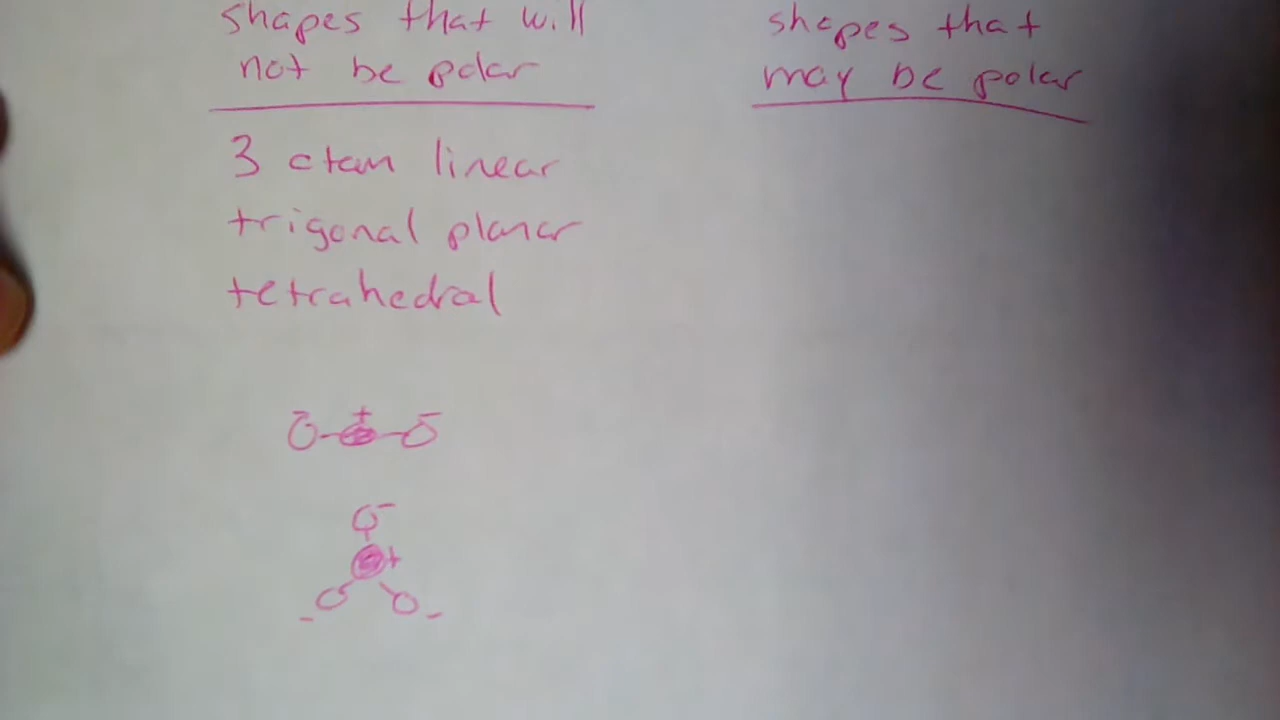 shapes that will
not be polar
3 atom linear
trigonal planar
tetrahedral
shapes that
may be polar
- + -
-
+
- -